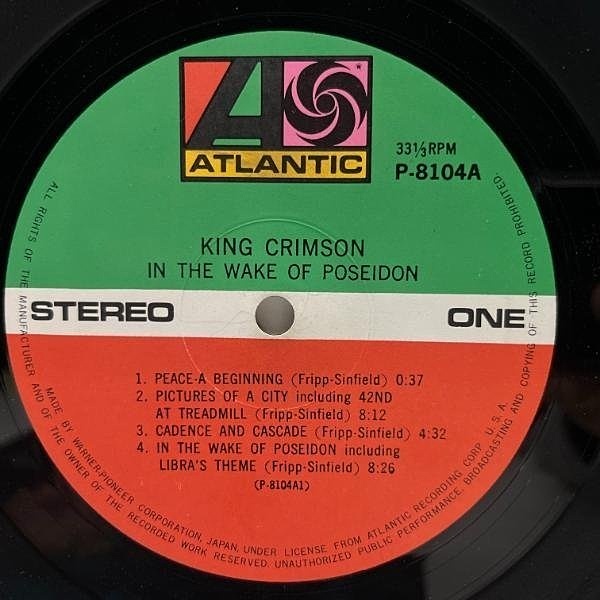 ATLANTIC
33⅓ RPM
P-8104A
KING CRIMSON
IN THE WAKE OF POSEIDON
STEREO
ONE
1. PEACE-A BEGINNING (Fripp-Sinfield) 0:37
2. PICTURES OF A CITY including 42ND
AT TREADMILL (Fripp-Sinfield) 8:12
3. CADENCE AND CASCADE (Fripp-Sinfield) 4:32
4. IN THE WAKE OF POSEIDON including
LIBRA'S THEME (Fripp-Sinfield) 8:26
(P-8104A1)
ALL RIGHTS OF THE MANUFACTURER AND OF THE OWNER OF THE RECORDED WORK RESERVED. UNAUTHORIZED PUBLIC PERFORMANCE, BROADCASTING AND COPYING OF THIS RECORD PROHIBITED.
MADE BY WARNER-PIONEER CORPORATION, JAPAN, UNDER LICENSE FROM ATLANTIC RECORDING CORP. U.S.A.